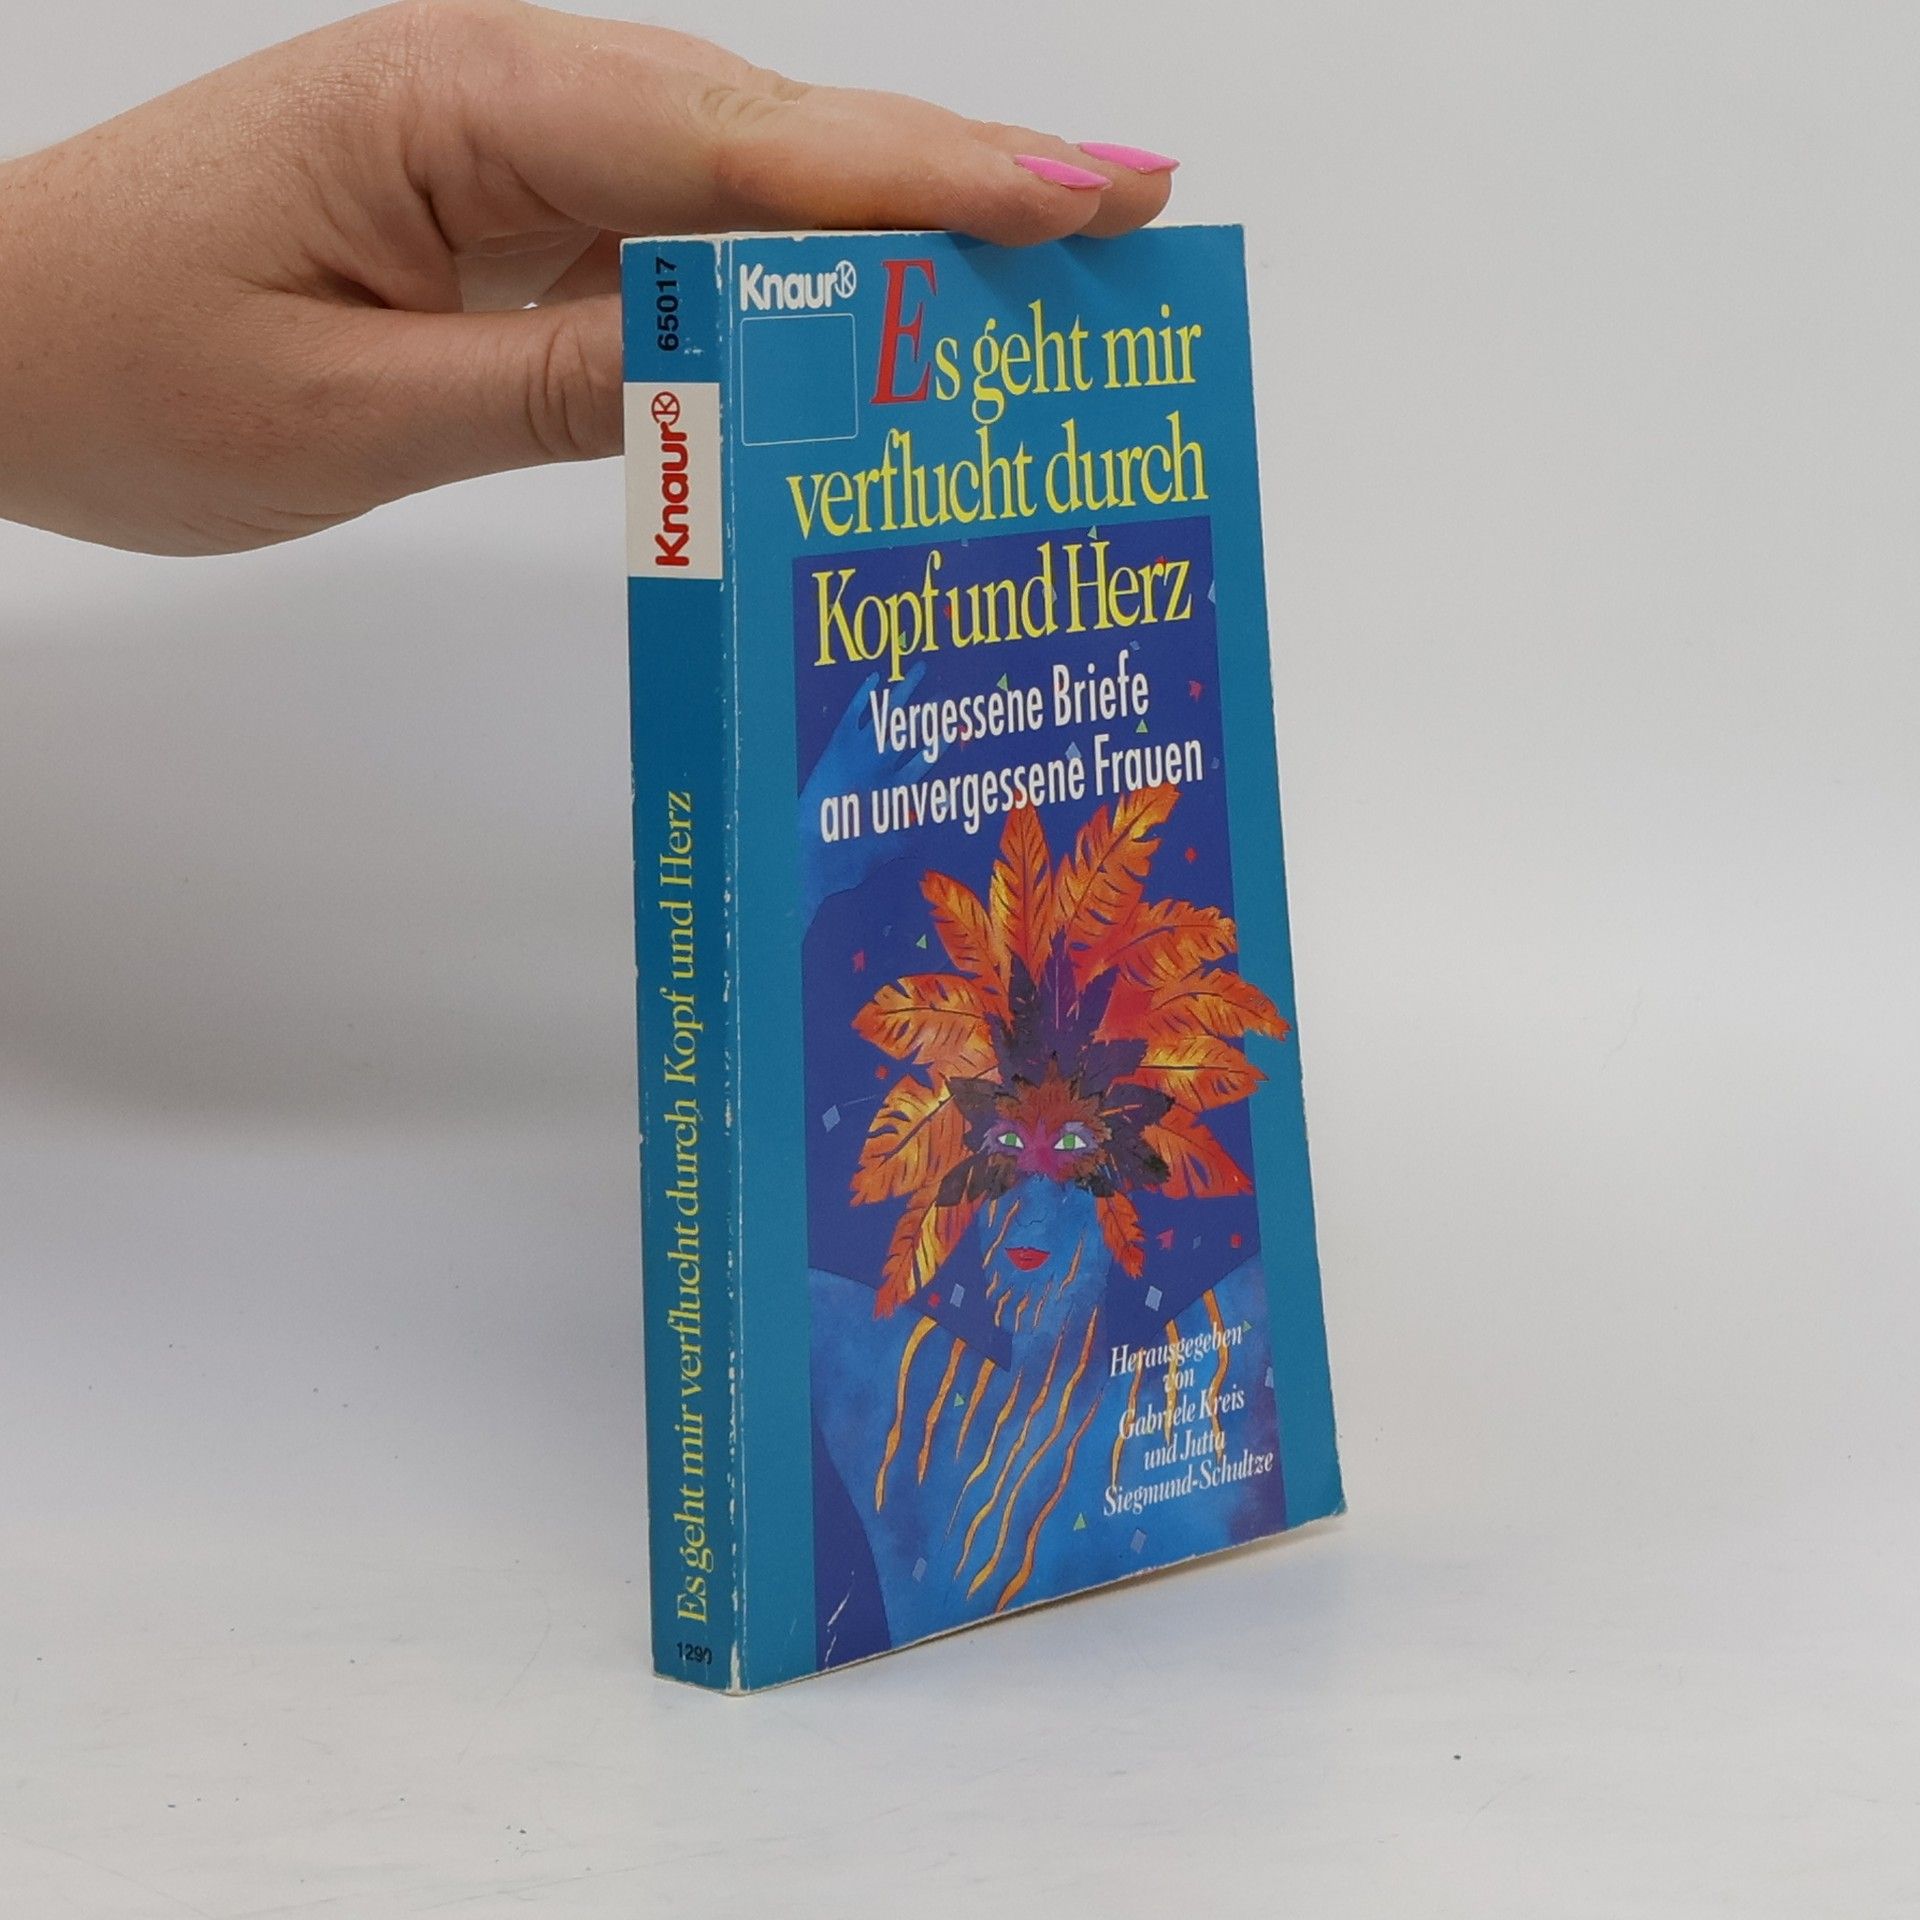 65017
Knaur
Es geht mir verflucht durch Kopf und Herz
1290
Knaur
Es geht mir
verflucht durch
Kopf und Herz
Vergessene Briefe
an unvergessene Frauen
Herausgegeben
von
Gabriele Kreis
und Jutta
Siegmund-Schultze